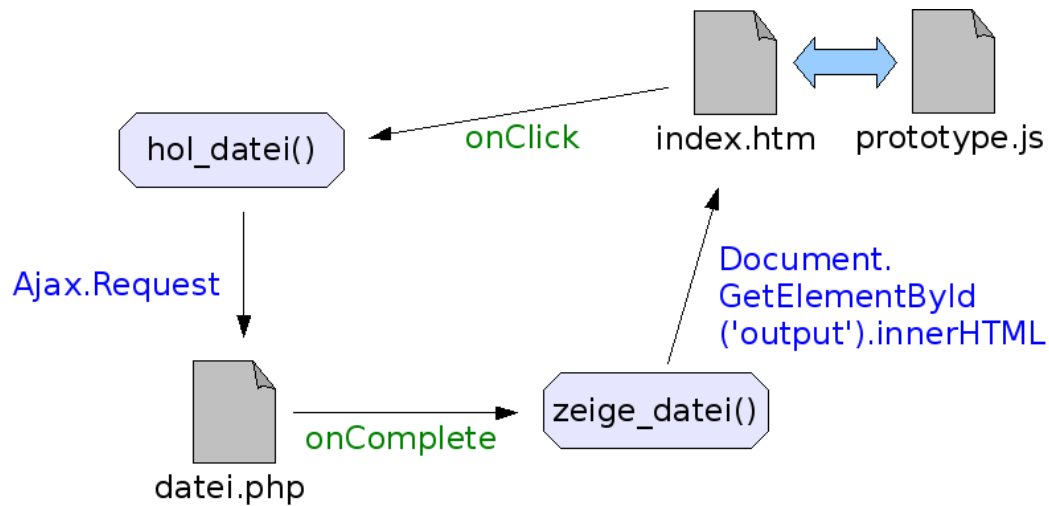 hol_datei()
onClick
index.htm
prototype.js
Ajax.Request
Document.
GetElementById
('output').innerHTML
zeige_datei()
onComplete
datei.php